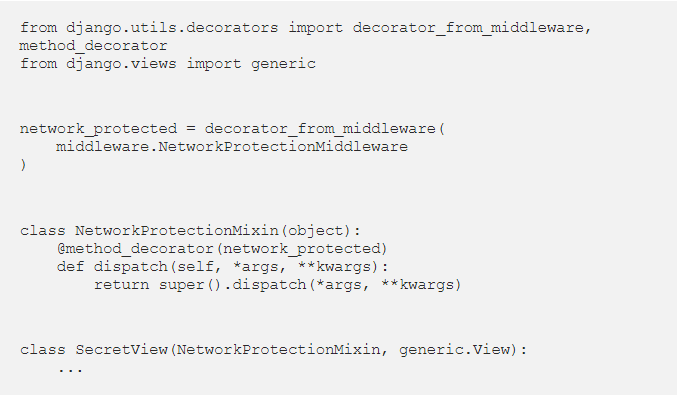 from django.utils.decorators import decorator_from_middleware,
method_decorator
from django.views import generic
network_protected = decorator_from_middleware(
    middleware.NetworkProtectionMiddleware
)
class NetworkProtectionMixin(object):
    @method_decorator(network_protected)
    def dispatch(self, *args, **kwargs):
        return super().dispatch(*args, **kwargs)
class SecretView(NetworkProtectionMixin, generic.View):
    ...